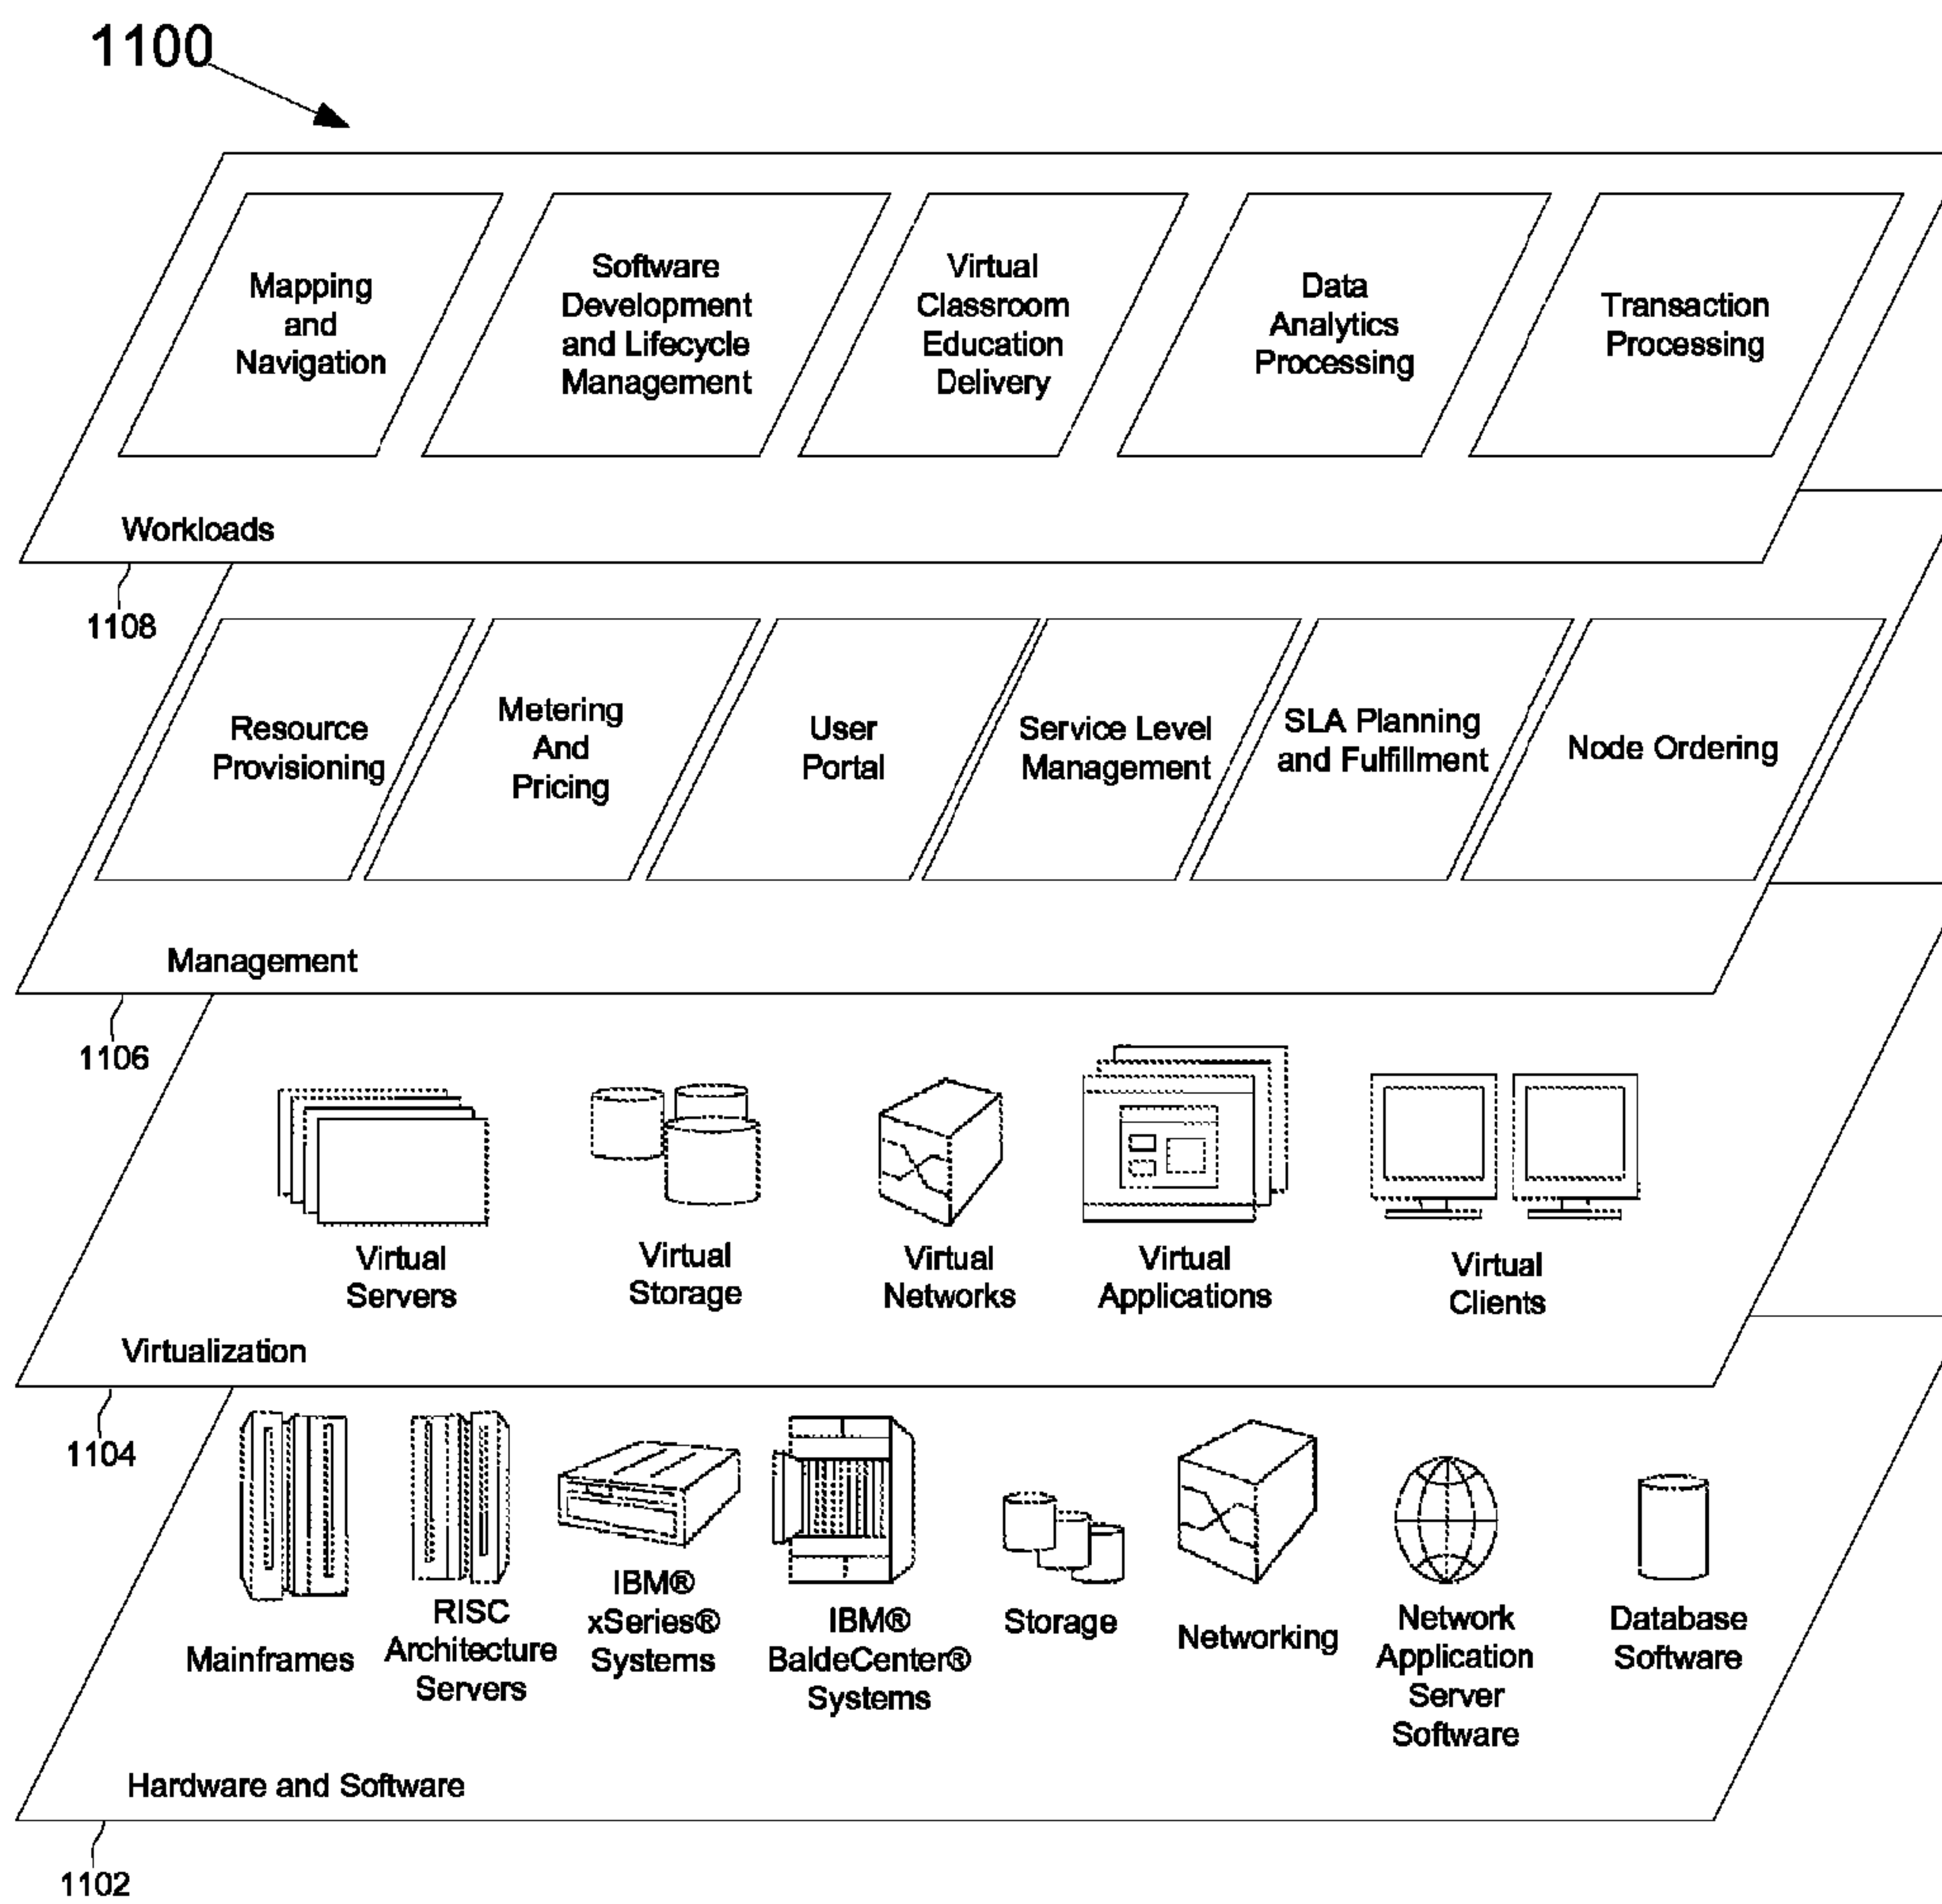 1100
Mapping
and
Navigation
Software
Development
and Lifecycle
Management
Virtual
Classroom
Education
Delivery
Data
Analytics
Processing
Transaction
Processing
Workloads
1108
Resource
Provisioning
Metering
And
Pricing
User
Portal
Service Level
Management
SLA Planning
and Fulfillment
Node Ordering
Management
1106
Virtual
Servers
Virtual
Storage
Virtual
Networks
Virtual
Applications
Virtual
Clients
Virtualization
1104
Mainframes
RISC
Architecture
Servers
IBM®
xSeries®
Systems
IBM®
BaldeCenter®
Systems
Storage
Networking
Network
Application
Server
Software
Database
Software
Hardware and Software
1102